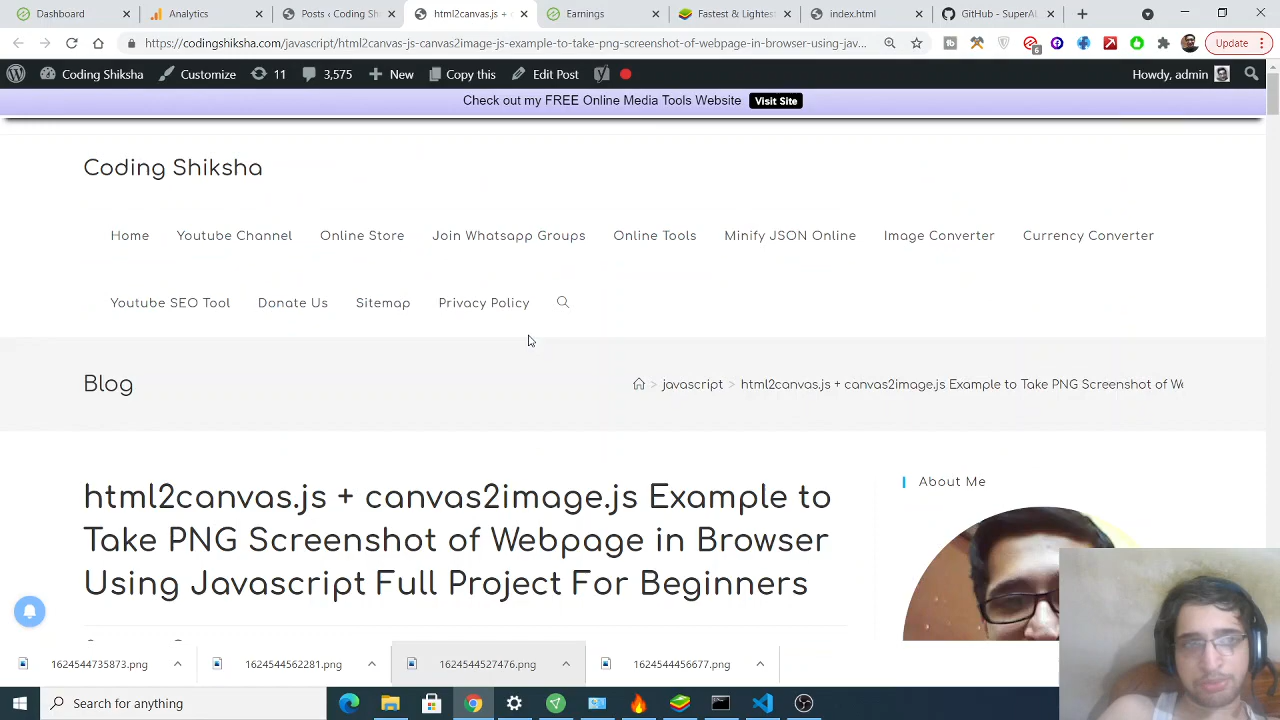 Dashboard
Analytics
Posts ‹ Coding Sh
html2canvas.js + c
Earnings
Fastest & Lightes
index.html
GitHub - SuperAl
https://codingshiksha.com/javascript/html2canvas-js-canvas2image-js-example-to-take-png-screenshot-of-webpage-in-browser-using-jav...
6
Update
Coding Shiksha
Customize
11
3,575
New
Copy this
Edit Post
Howdy, admin
Check out my FREE Online Media Tools Website
Visit Site
Coding Shiksha
Home
Youtube Channel
Online Store
Join Whatsapp Groups
Online Tools
Minify JSON Online
Image Converter
Currency Converter
Youtube SEO Tool
Donate Us
Sitemap
Privacy Policy
Blog
> javascript > html2canvas.js + canvas2image.js Example to Take PNG Screenshot of We
html2canvas.js + canvas2image.js Example to
Take PNG Screenshot of Webpage in Browser
Using Javascript Full Project For Beginners
About Me
1624544735873.png
1624544562281.png
1624544527476.png
1624544456677.png
Search for anything